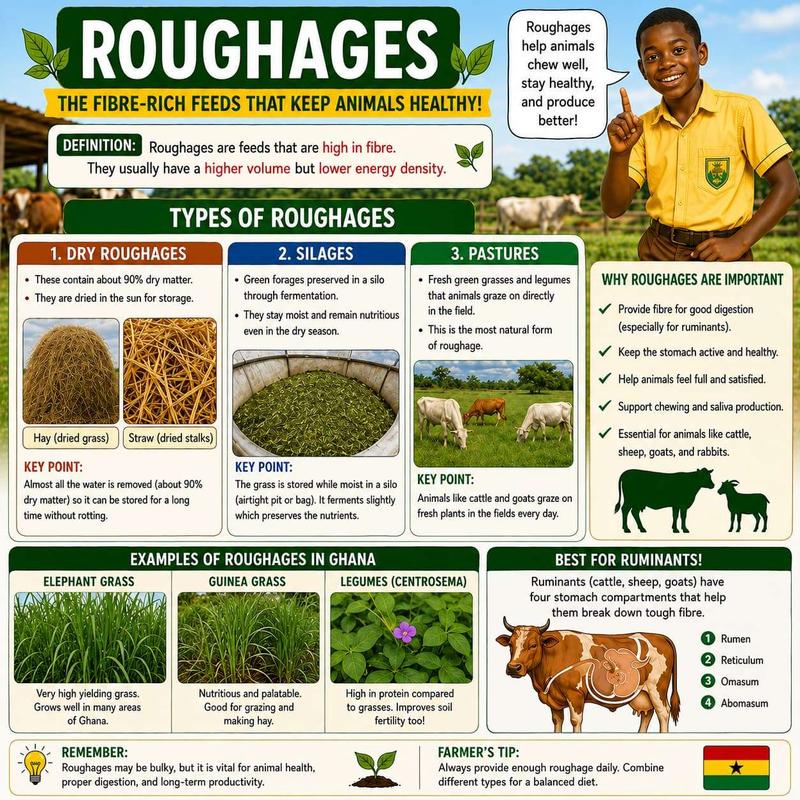 ROUGHAGES
THE FIBRE-RICH FEEDS THAT KEEP ANIMALS HEALTHY!
Roughages
help animals
chew well,
stay healthy,
and produce
better!
DEFINITION: Roughages are feeds that are high in fibre.
They usually have a higher volume but lower energy density.
TYPES OF ROUGHAGES
1. DRY ROUGHAGES
• These contain about 90% dry matter.
• They are dried in the sun for storage.
Hay (dried grass)
Straw (dried stalks)
KEY POINT:
Almost all the water is removed (about 90%
dry matter) so it can be stored for a long
time without rotting.
2. SILAGES
• Green forages preserved in a silo
through fermentation.
• They stay moist and remain nutritious
even in the dry season.
KEY POINT:
The grass is stored while moist in a silo
(airtight pit or bag). It ferments slightly
which preserves the nutrients.
3. PASTURES
• Fresh green grasses and legumes
that animals graze on directly
in the field.
• This is the most natural form
of roughage.
KEY POINT:
Animals like cattle and goats graze on
fresh plants in the fields every day.
WHY ROUGHAGES ARE IMPORTANT
✓ Provide fibre for good digestion
(especially for ruminants).
✓ Keep the stomach active and healthy.
✓ Help animals feel full and satisfied.
✓ Support chewing and saliva production.
✓ Essential for animals like cattle,
sheep, goats, and rabbits.
EXAMPLES OF ROUGHAGES IN GHANA
ELEPHANT GRASS
Very high yielding grass.
Grows well in many areas
of Ghana.
GUINEA GRASS
Nutritious and palatable.
Good for grazing and
making hay.
LEGUMES (CENTROSEMA)
High in protein compared
to grasses. Improves soil
fertility too!
BEST FOR RUMINANTS!
Ruminants (cattle, sheep, goats) have
four stomach compartments that help
them break down tough fibre.
1 Rumen
2 Reticulum
3 Omasum
4 Abomasum
REMEMBER:
Roughages may be bulky, but it is vital for animal health,
proper digestion, and long-term productivity.
FARMER'S TIP:
Always provide enough roughage daily. Combine
different types for a balanced diet.